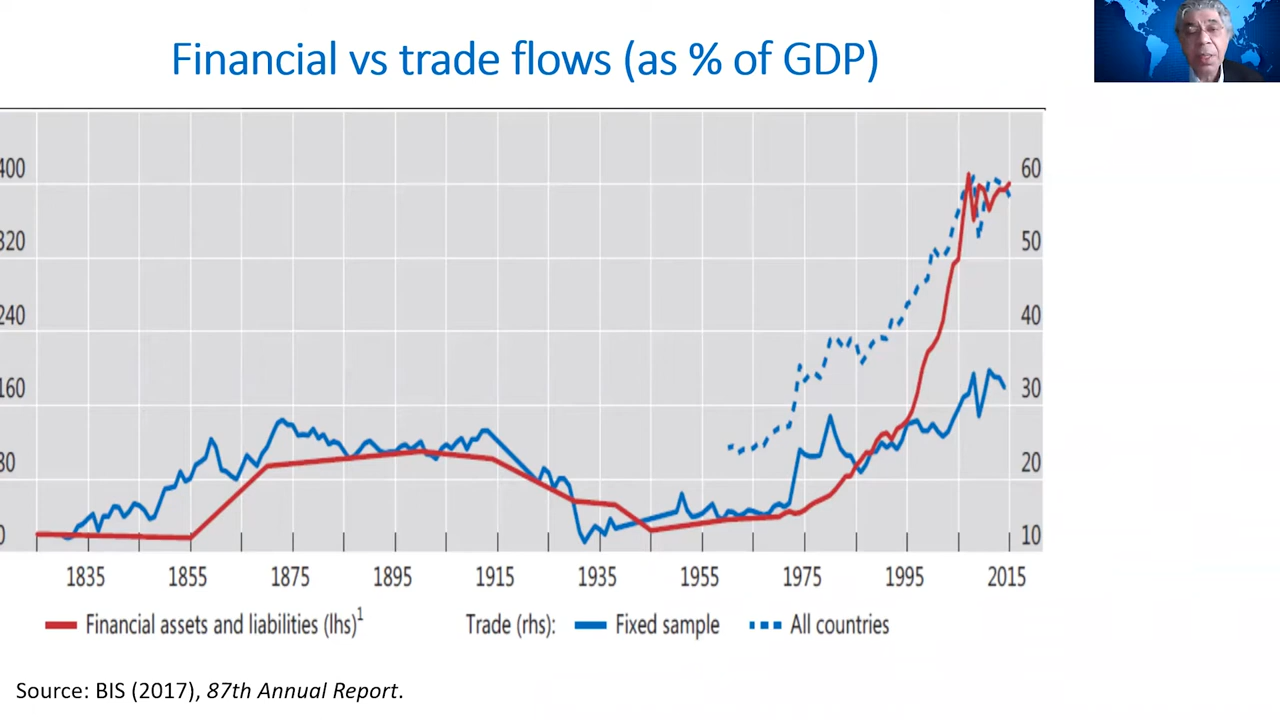 Financial vs trade flows (as % of GDP)
400 60
320 50
240 40
160 30
80 20
0 10
1835 1855 1875 1895 1915 1935 1955 1975 1995 2015
Financial assets and liabilities (lhs)1 Trade (rhs): Fixed sample All countries
Source: BIS (2017), 87th Annual Report.